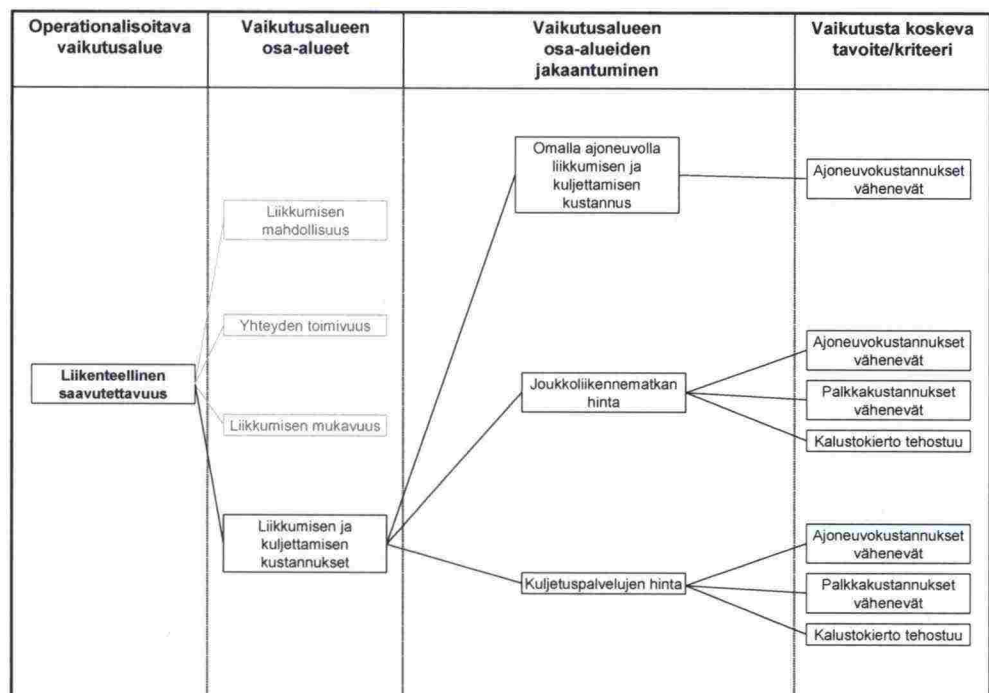 Operationalisoitava
vaikutusalue
Vaikutusalueen
osa-alueet
Vaikutusalueen
osa-alueiden
jakaantuminen
Vaikutusta koskeva
tavoite/kriteeri
Liikenteellinen
saavutettavuus
Liikkumisen
mahdollisuus
Yhteyden toimivuus
Liikkumisen mukavuus
Liikkumisen ja
kuljettamisen
kustannukset
Omalla ajoneuvolla
liikkumisen ja
kuljettamisen
kustannus
Joukkoliikennematkan
hinta
Kuljetuspalvelujen hinta
Ajoneuvokustannukset
vähenevät
Ajoneuvokustannukset
vähenevät
Palkkakustannukset
vähenevät
Kalustokierto tehostuu
Ajoneuvokustannukset
vähenevät
Palkkakustannukset
vähenevät
Kalustokierto tehostuu